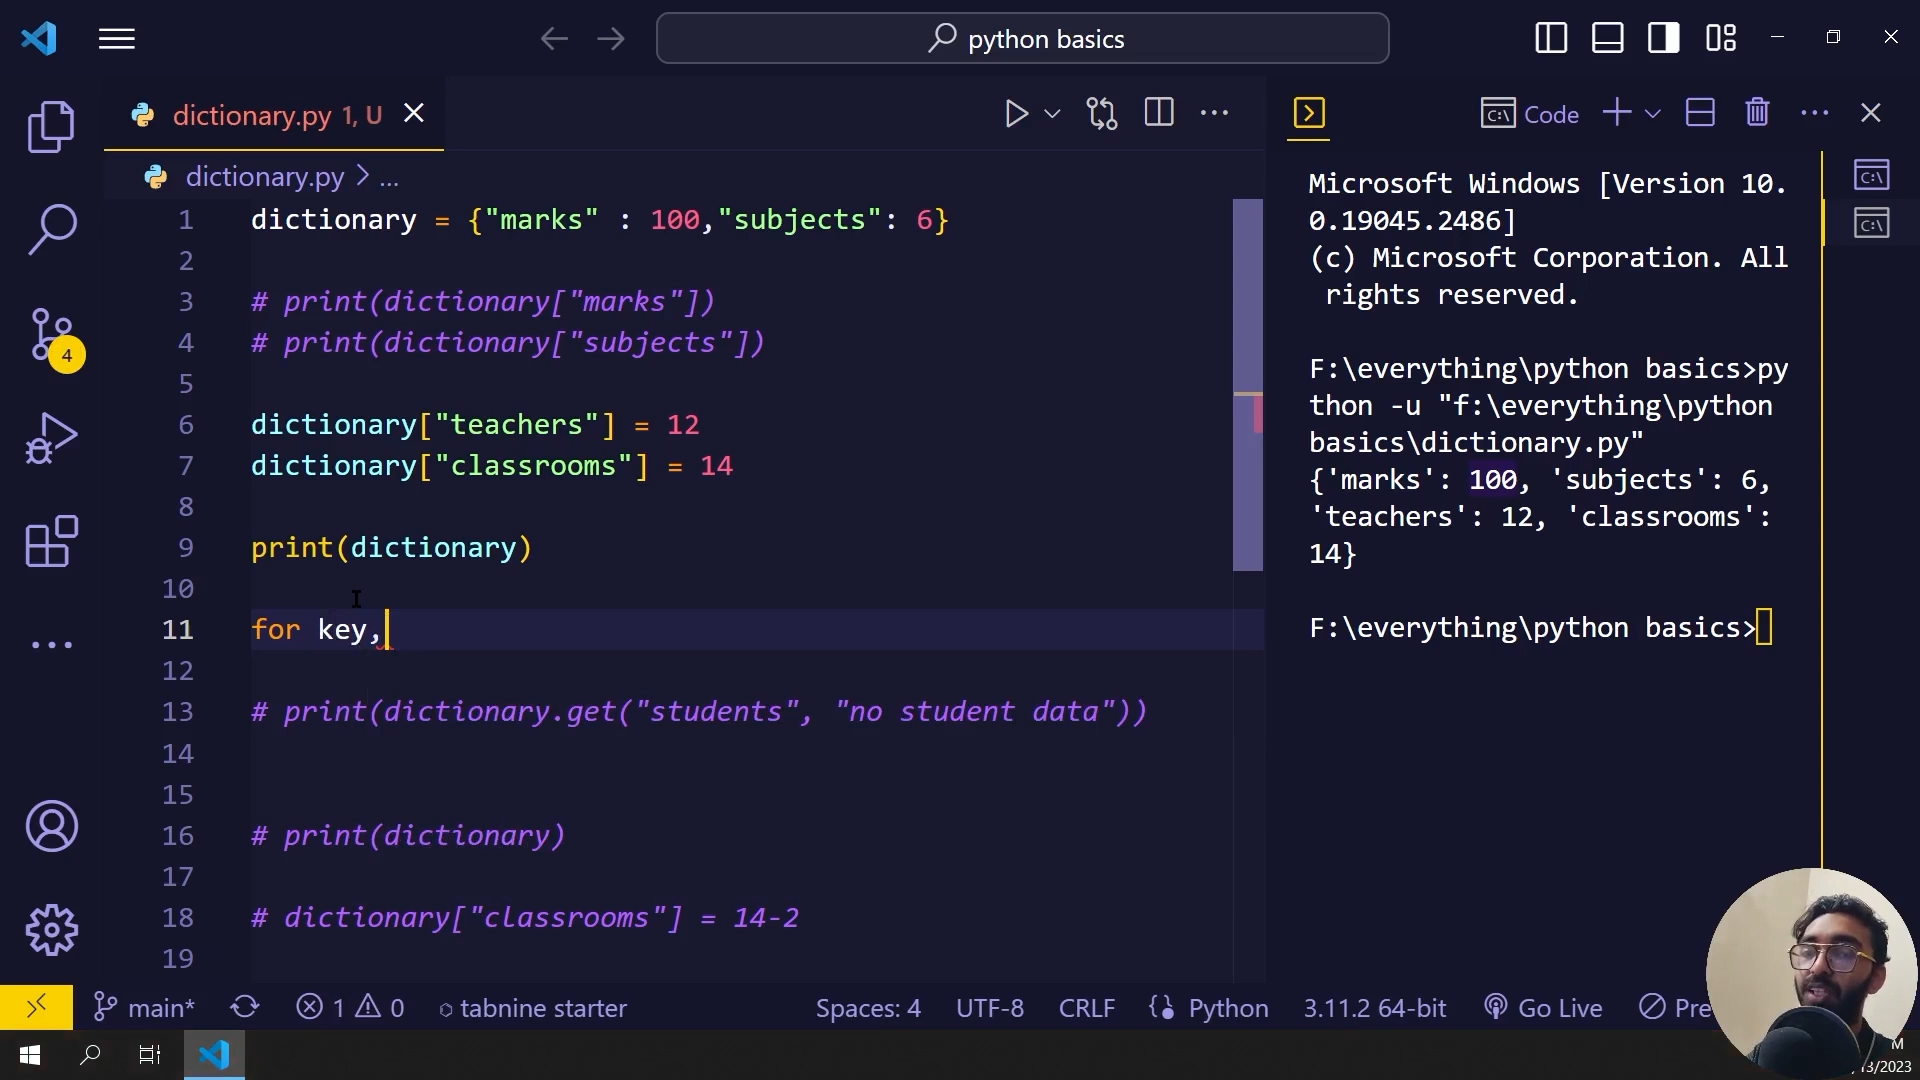 python basics
dictionary.py 1, U
Code
dictionary.py > ...
1 dictionary = {"marks" : 100,"subjects": 6}
2
3 # print(dictionary["marks"])
4 # print(dictionary["subjects"])
5
6 dictionary["teachers"] = 12
7 dictionary["classrooms"] = 14
8
9 print(dictionary)
10
11 for key,
12
13 # print(dictionary.get("students", "no student data"))
14
15
16 # print(dictionary)
17
18 # dictionary["classrooms"] = 14-2
19
4
Microsoft Windows [Version 10.
0.19045.2486]
(c) Microsoft Corporation. All
rights reserved.
F:\everything\python basics>py
thon -u "f:\everything\python
basics\dictionary.py"
{'marks': 100, 'subjects': 6,
'teachers': 12, 'classrooms':
14}
F:\everything\python basics>
main* 1 0 tabnine starter Spaces: 4 UTF-8 CRLF Python 3.11.2 64-bit Go Live Pre
M
13/2023